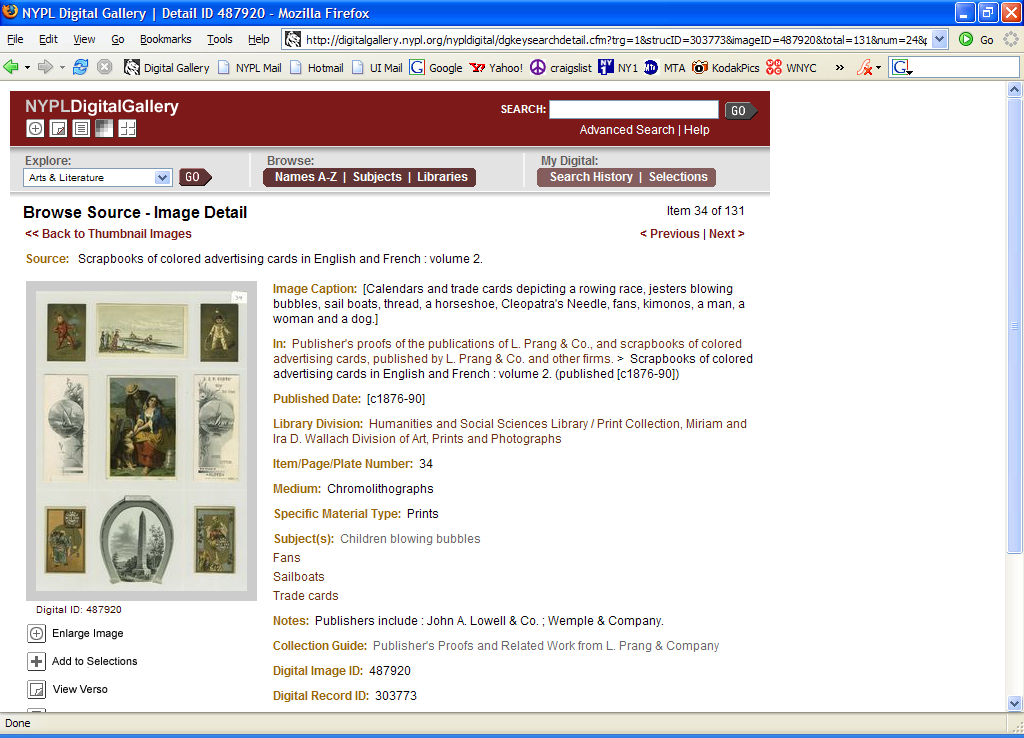 NYPL Digital Gallery | Detail ID 487920 - Mozilla Firefox
File Edit View Go Bookmarks Tools Help
http://digitalgallery.nypl.org/nypldigital/dgkeysearchdetail.cfm?trg=1&strucID=303773&imageID=487920&total=131&num=24&
Go
Digital Gallery NYPL Mail Hotmail UI Mail Google Yahoo! craigslist NY1 MTA KodakPics WNYC »
NYPLDigitalGallery
SEARCH: GO
Advanced Search | Help
Explore: Browse: My Digital:
Arts & Literature GO Names A-Z | Subjects | Libraries Search History | Selections
Browse Source - Image Detail Item 34 of 131
<< Back to Thumbnail Images < Previous | Next >
Source: Scrapbooks of colored advertising cards in English and French : volume 2.
Image Caption: [Calendars and trade cards depicting a rowing race, jesters blowing
bubbles, sail boats, thread, a horseshoe, Cleopatra's Needle, fans, kimonos, a man, a
woman and a dog.]
In: Publisher's proofs of the publications of L. Prang & Co., and scrapbooks of colored
advertising cards, published by L. Prang & Co. and other firms. > Scrapbooks of colored
advertising cards in English and French : volume 2. (published [c1876-90])
Published Date: [c1876-90]
Library Division: Humanities and Social Sciences Library / Print Collection, Miriam and
Ira D. Wallach Division of Art, Prints and Photographs
Item/Page/Plate Number: 34
Medium: Chromolithographs
Specific Material Type: Prints
Subject(s): Children blowing bubbles
Fans
Sailboats
Trade cards
Notes: Publishers include : John A. Lowell & Co. ; Wemple & Company.
Collection Guide: Publisher's Proofs and Related Work from L. Prang & Company
Digital Image ID: 487920
Digital Record ID: 303773
Digital ID: 487920
Enlarge Image
Add to Selections
View Verso
Done